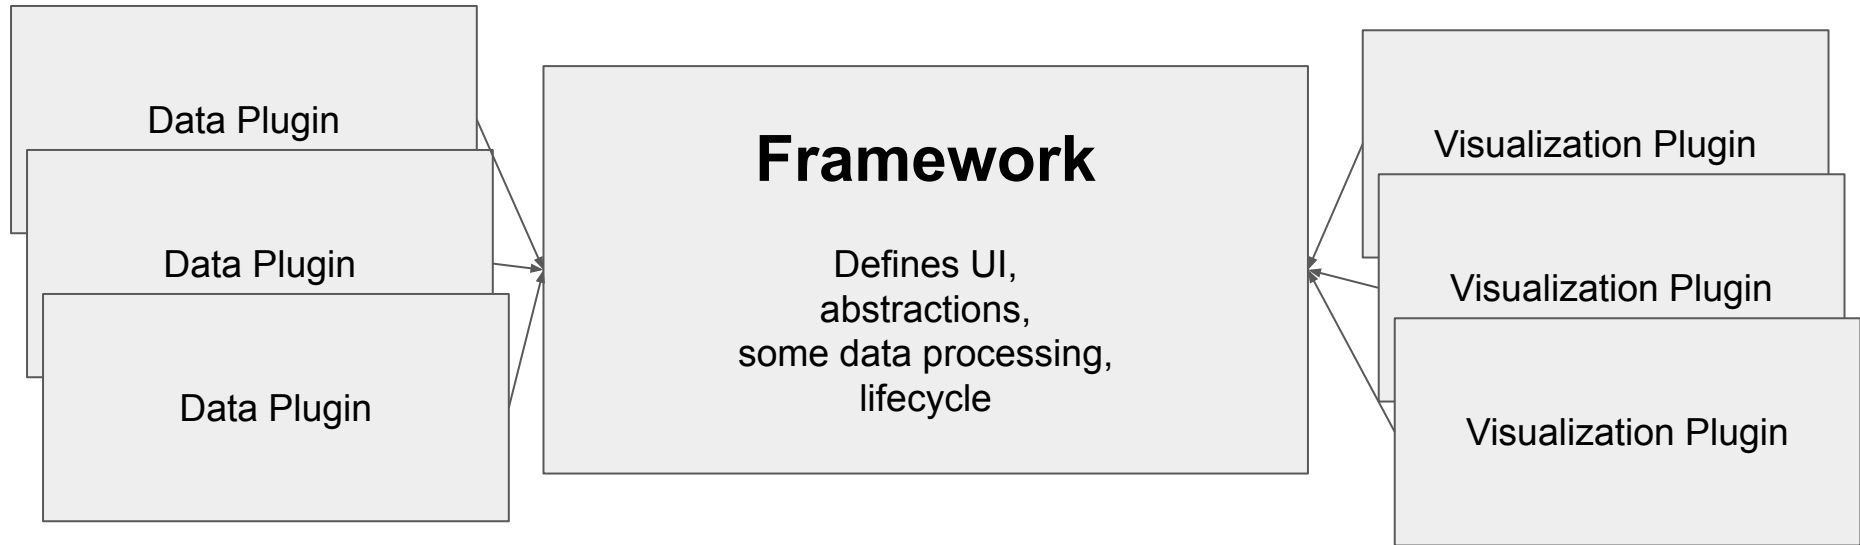 Data Plugin
Data Plugin
Data Plugin
Framework
Defines UI,
abstractions,
some data processing,
lifecycle
Visualization Plugin
Visualization Plugin
Visualization Plugin